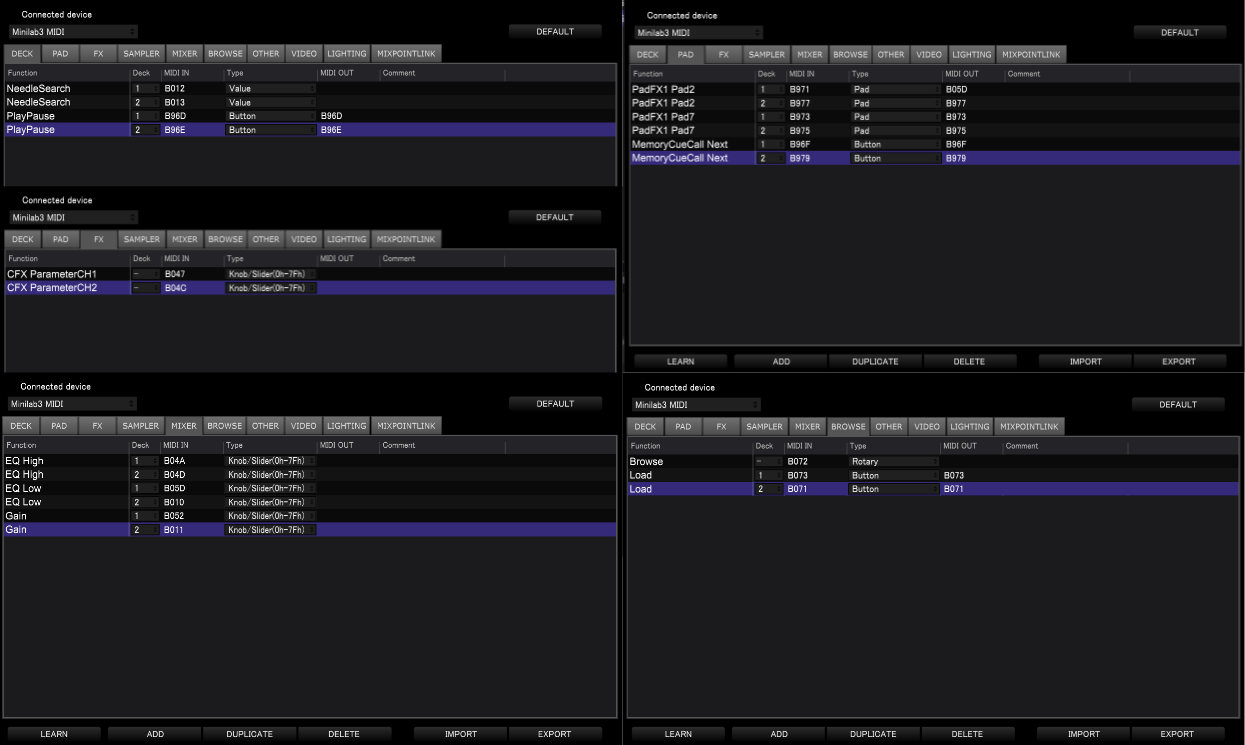 Connected device
Minilab3 MIDI
DEFAULT
DECK PAD FX SAMPLER MIXER BROWSE OTHER VIDEO LIGHTING MIXPOINTLINK
Function Deck MIDI IN Type MIDI OUT Comment
NeedleSearch 1 B012 Value
NeedleSearch 2 B013 Value
PlayPause 1 B96D Button B96D
PlayPause 2 B96E Button B96E
Connected device
Minilab3 MIDI
DEFAULT
DECK PAD FX SAMPLER MIXER BROWSE OTHER VIDEO LIGHTING MIXPOINTLINK
Function Deck MIDI IN Type MIDI OUT Comment
PadFX1 Pad2 1 B971 Pad B05D
PadFX1 Pad2 2 B977 Pad B977
PadFX1 Pad7 1 B973 Pad B973
PadFX1 Pad7 2 B975 Pad B975
MemoryCueCall Next 1 B96F Button B96F
MemoryCueCall Next 2 B979 Button B979
LEARN ADD DUPLICATE DELETE IMPORT EXPORT
Connected device
Minilab3 MIDI
DEFAULT
DECK PAD FX SAMPLER MIXER BROWSE OTHER VIDEO LIGHTING MIXPOINTLINK
Function Deck MIDI IN Type MIDI OUT Comment
CFX ParameterCH1 – B047 Knob/Slider(0h-7Fh)
CFX ParameterCH2 – B04C Knob/Slider(0h-7Fh)
Connected device
Minilab3 MIDI
DEFAULT
DECK PAD FX SAMPLER MIXER BROWSE OTHER VIDEO LIGHTING MIXPOINTLINK
Function Deck MIDI IN Type MIDI OUT Comment
EQ High 1 B04A Knob/Slider(0h-7Fh)
EQ High 2 B04D Knob/Slider(0h-7Fh)
EQ Low 1 B05D Knob/Slider(0h-7Fh)
EQ Low 2 B010 Knob/Slider(0h-7Fh)
Gain 1 B052 Knob/Slider(0h-7Fh)
Gain 2 B011 Knob/Slider(0h-7Fh)
LEARN ADD DUPLICATE DELETE IMPORT EXPORT
Connected device
Minilab3 MIDI
DEFAULT
DECK PAD FX SAMPLER MIXER BROWSE OTHER VIDEO LIGHTING MIXPOINTLINK
Function Deck MIDI IN Type MIDI OUT Comment
Browse – B072 Rotary
Load 1 B073 Button B073
Load 2 B071 Button B071
LEARN ADD DUPLICATE DELETE IMPORT EXPORT